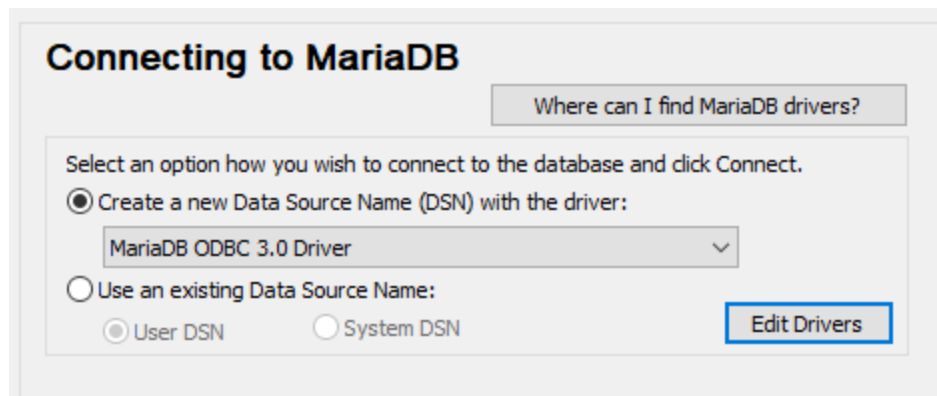 Connecting to MariaDB
Where can I find MariaDB drivers?
Select an option how you wish to connect to the database and click Connect.
Create a new Data Source Name (DSN) with the driver:
MariaDB ODBC 3.0 Driver
Use an existing Data Source Name:
User DSN System DSN
Edit Drivers